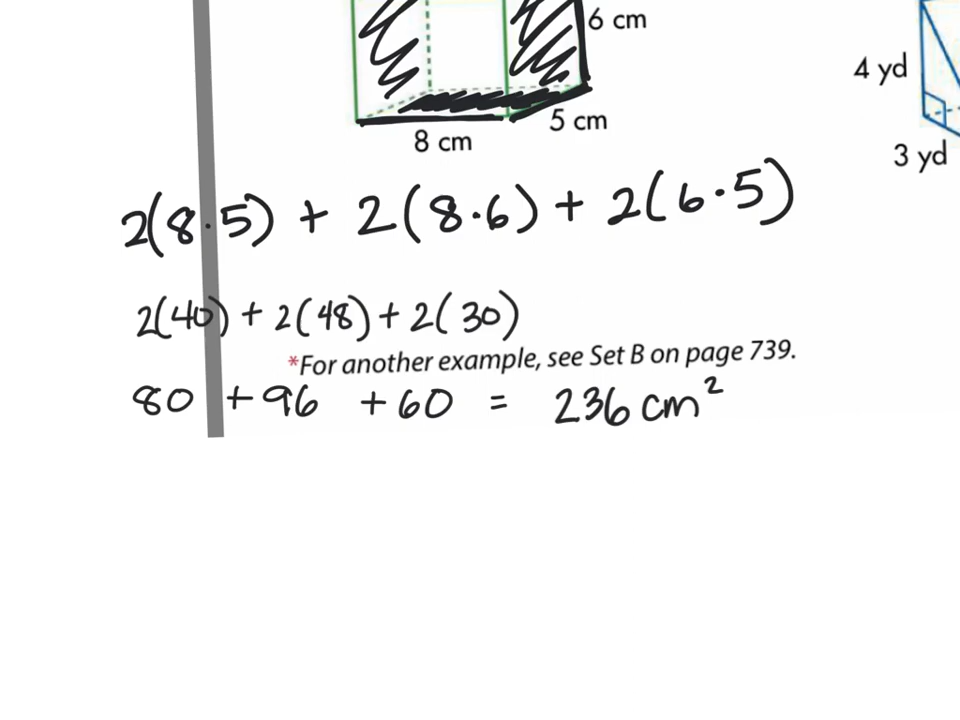 6 cm
4 yd
5 cm
8 cm
3 yd
2(8·5) + 2(8·6) + 2(6·5)
2(40) + 2(48) + 2(30)
*For another example, see Set B on page 739.
80 + 96 + 60 = 236 cm²